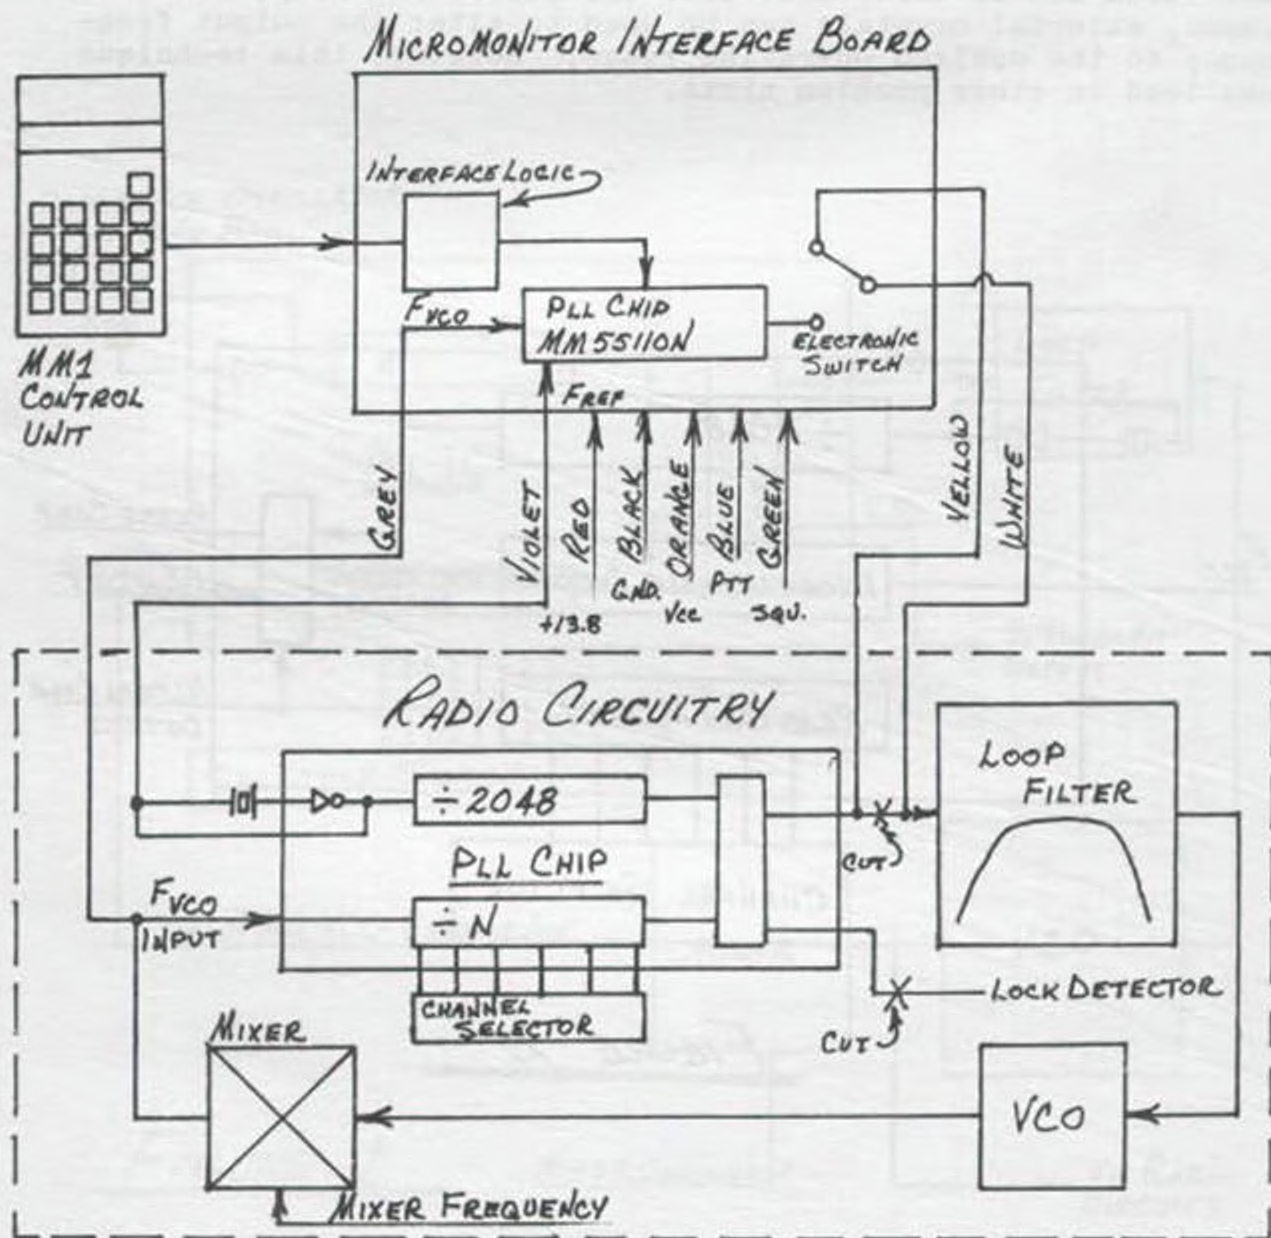 MICROMONITOR INTERFACE BOARD
INTERFACE LOGIC
FVCO
PLL CHIP
MM55110N
ELECTRONIC
SWITCH
MM1
CONTROL
UNIT
FREF
GREY
VIOLET
RED
BLACK
ORANGE
BLUE
GREEN
YELLOW
WHITE
+13.8
GND.
VCC
PTT
SQU.
RADIO CIRCUITRY
÷2048
PLL CHIP
÷N
CHANNEL
SELECTOR
FVCO
INPUT
LOOP
FILTER
CUT
LOCK DETECTOR
CUT
MIXER
VCO
MIXER FREQUENCY